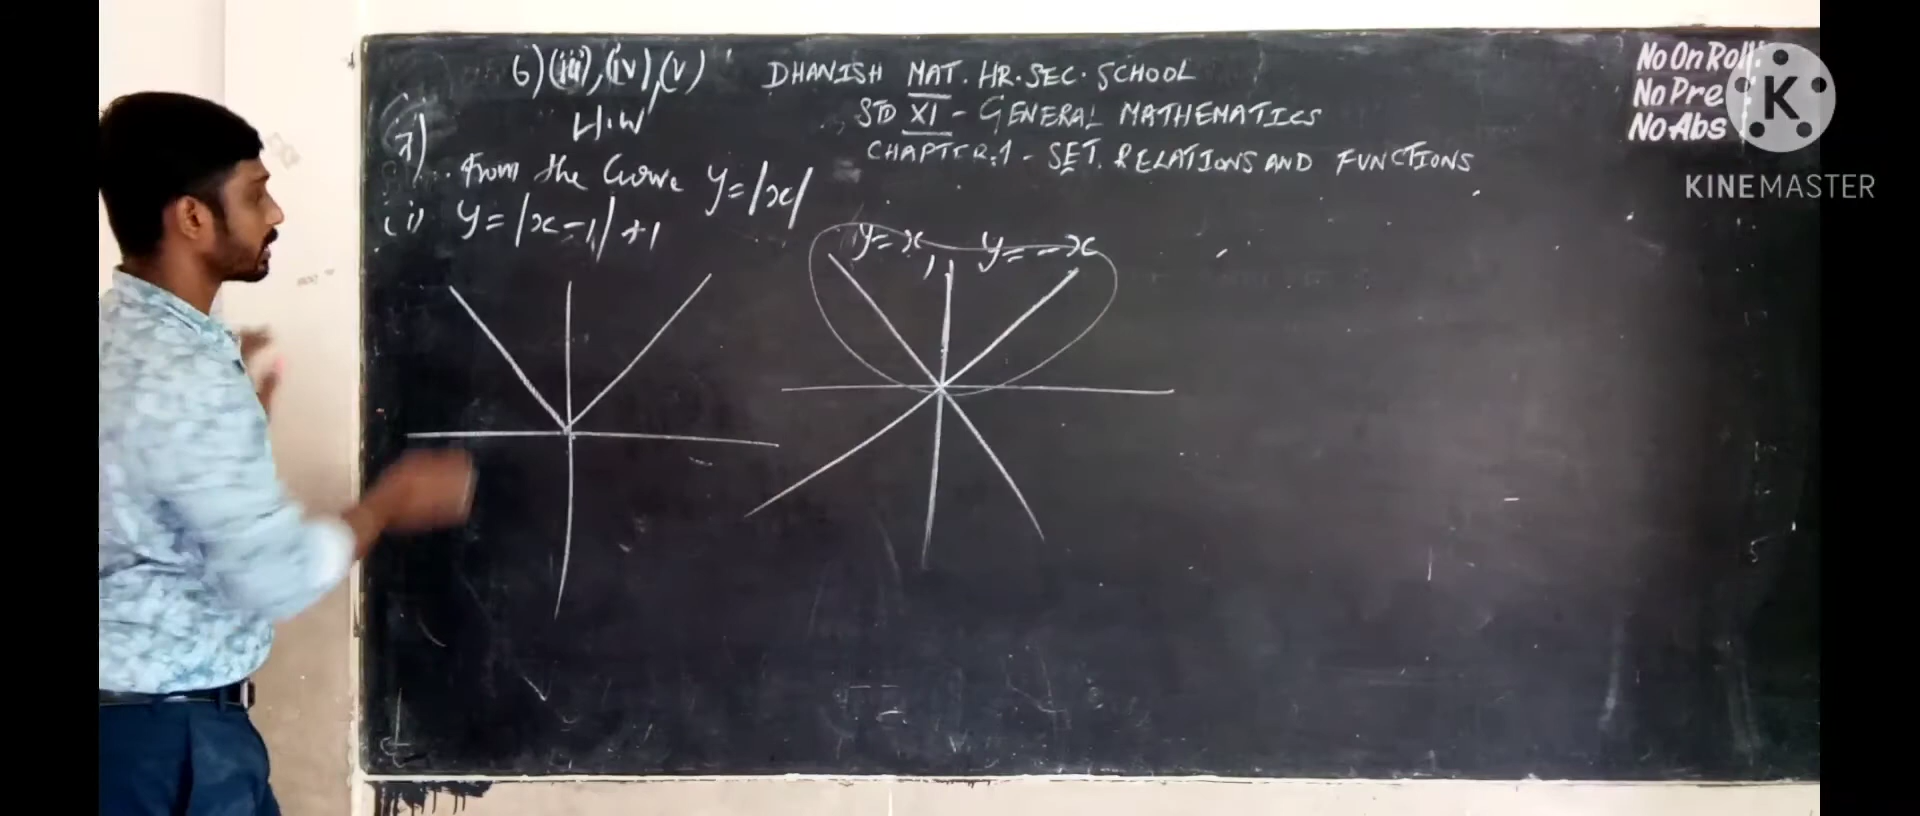 6) (iii), (iv), (v)
H.W
DHANISH MAT. HR. SEC. SCHOOL
STD XI - GENERAL MATHEMATICS
CHAPTER.1 - SET, RELATIONS AND FUNCTIONS
No On Roll:
No Pre
No Abs
K
KINEMASTER
7)
From the Curve y=|x|
(i) y=|x-1|+1
y=x, y=-x